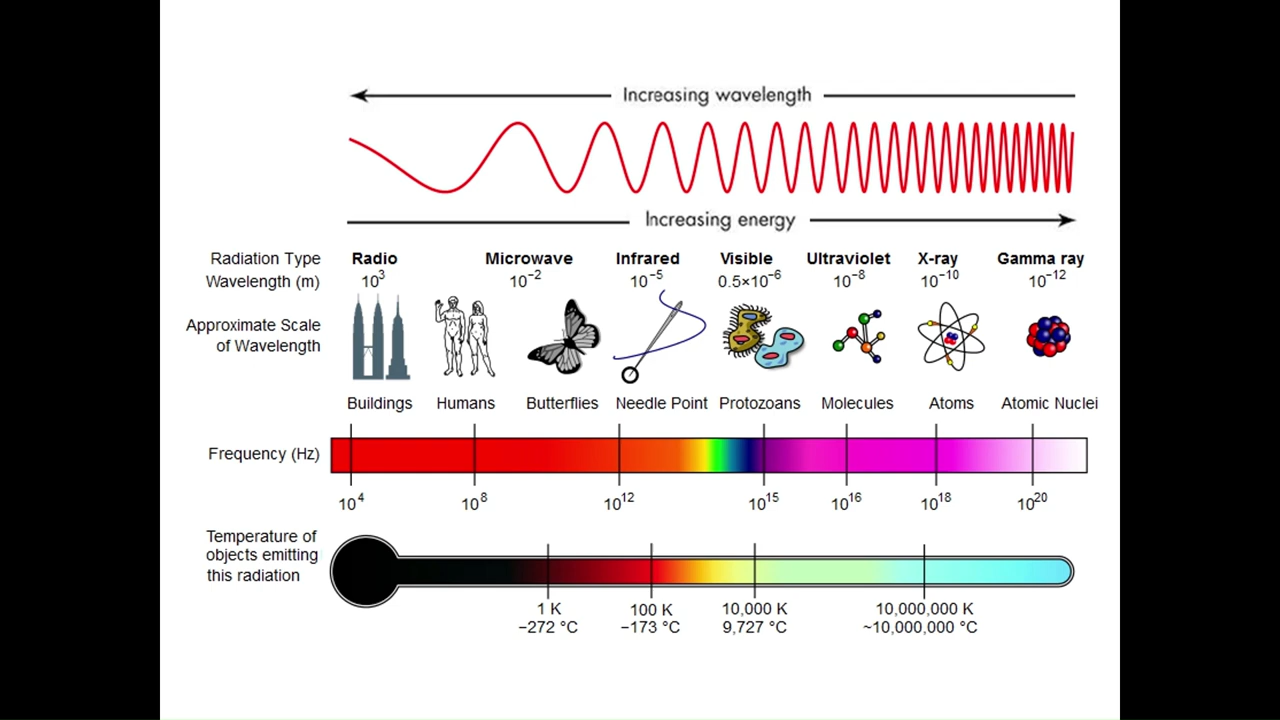 Increasing wavelength
Increasing energy
Radiation Type Radio Microwave Infrared Visible Ultraviolet X-ray Gamma ray
Wavelength (m) 10³ 10⁻² 10⁻⁵ 0.5×10⁻⁶ 10⁻⁸ 10⁻¹⁰ 10⁻¹²
Approximate Scale
of Wavelength
Buildings Humans Butterflies Needle Point Protozoans Molecules Atoms Atomic Nuclei
Frequency (Hz)
10⁴ 10⁸ 10¹² 10¹⁵ 10¹⁶ 10¹⁸ 10²⁰
Temperature of
objects emitting
this radiation
1 K 100 K 10,000 K 10,000,000 K
−272 °C −173 °C 9,727 °C ~10,000,000 °C